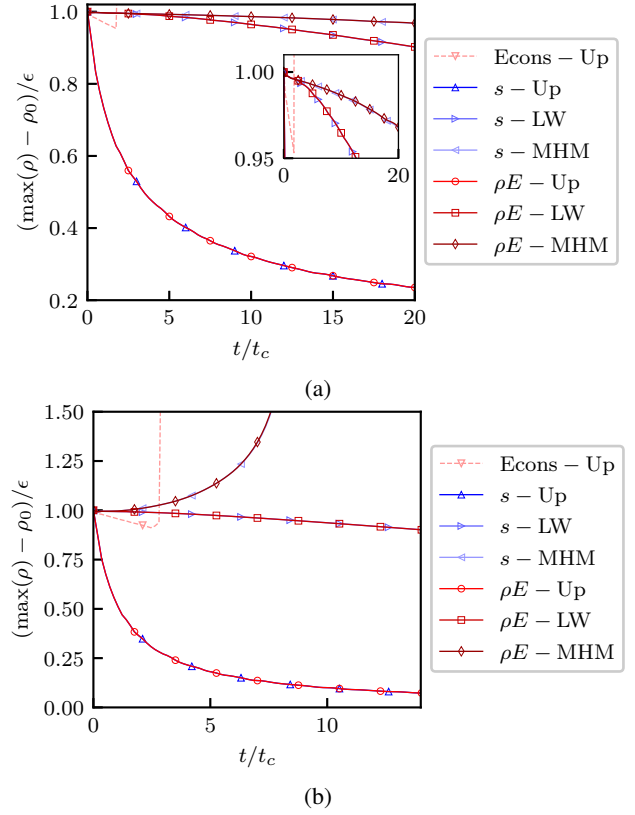 1.0
0.8
0.6
0.4
0.2
(max(ρ) − ρ0)/ϵ
1.00
0.95
0 20
0 5 10 15 20
t/tc
Econs − Up
s − Up
s − LW
s − MHM
ρE − Up
ρE − LW
ρE − MHM
(a)
1.50
1.25
1.00
0.75
0.50
0.25
0.00
(max(ρ) − ρ0)/ϵ
0 5 10
t/tc
Econs − Up
s − Up
s − LW
s − MHM
ρE − Up
ρE − LW
ρE − MHM
(b)